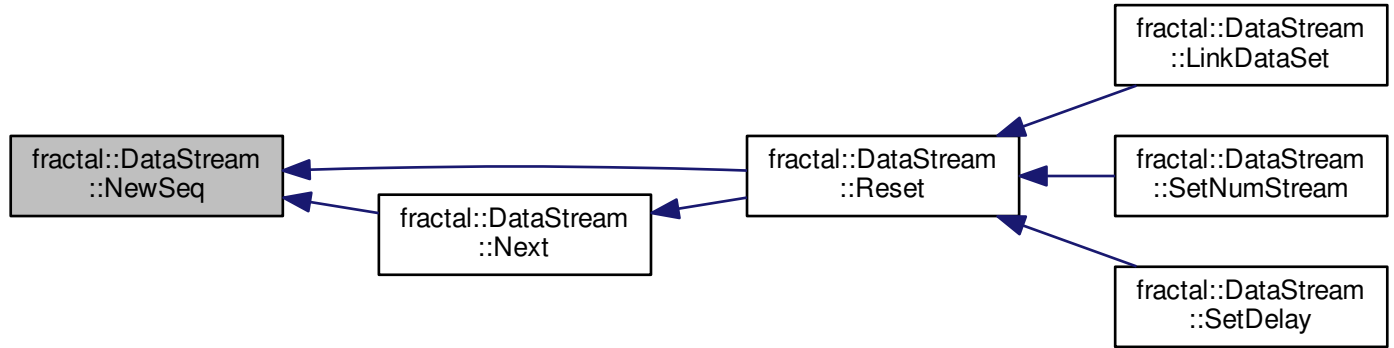 fractal::DataStream
::NewSeq
fractal::DataStream
::Next
fractal::DataStream
::Reset
fractal::DataStream
::LinkDataSet
fractal::DataStream
::SetNumStream
fractal::DataStream
::SetDelay